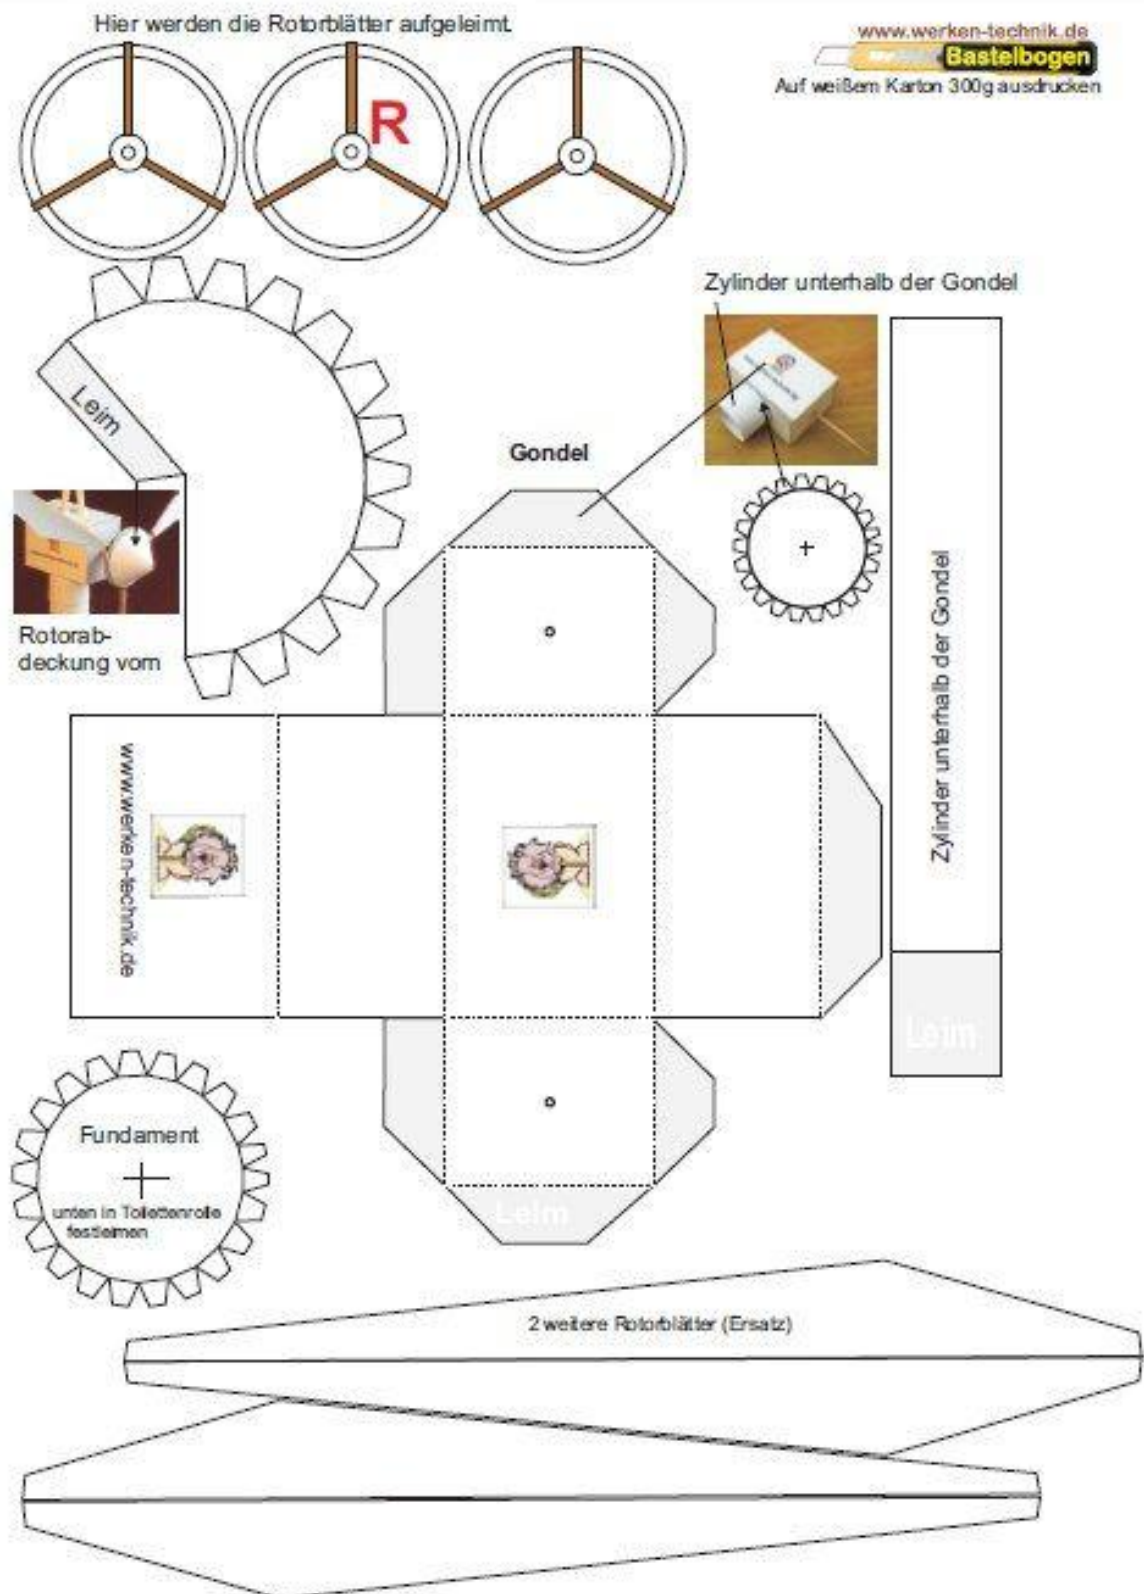 Hier werden die Rotorblätter aufgeleimt.
www.werken-technik.de
Bastelbogen
Auf weißem Karton 300g ausdrucken
R
Zylinder unterhalb der Gondel
Leim
Gondel
Rotorab-
deckung vorn
Zylinder unterhalb der Gondel
www.werken-technik.de
Leim
Fundament
unten in Toilettenrolle
festleimen
Leim
2 weitere Rotorblätter (Ersatz)